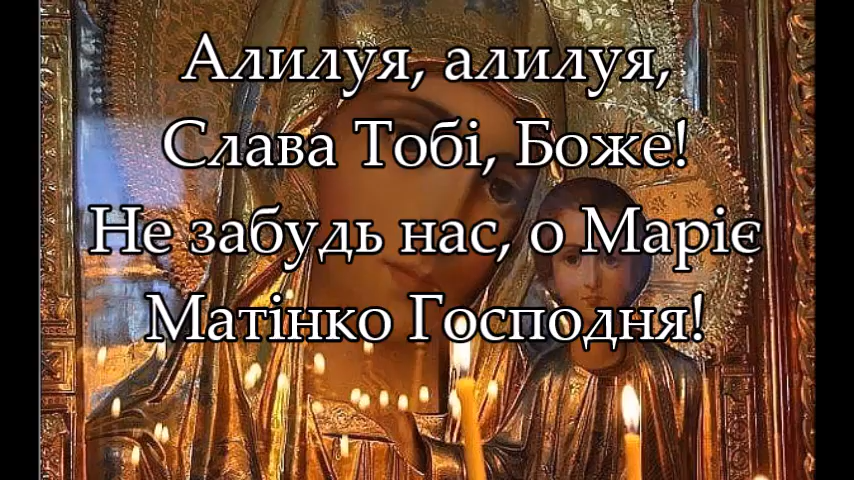 Алилуя, алилуя,
Слава Тобі, Боже!
Не забудь нас, о Маріє
Матінко Господня!